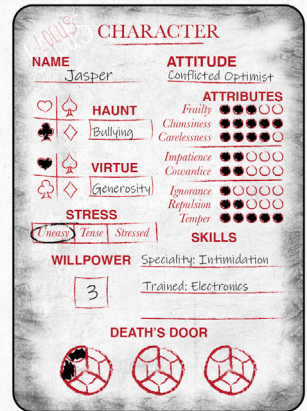 CHARACTER
NAME
Jasper
ATTITUDE
Conflicted Optimist
HAUNT
Bullying
VIRTUE
Generosity
STRESS
Uneasy Tense Stressed
WILLPOWER
3
ATTRIBUTES
Frailty
Clumsiness
Carelessness
Impatience
Cowardice
Ignorance
Repulsion
Temper
SKILLS
Speciality: Intimidation
Trained: Electronics
DEATH'S DOOR